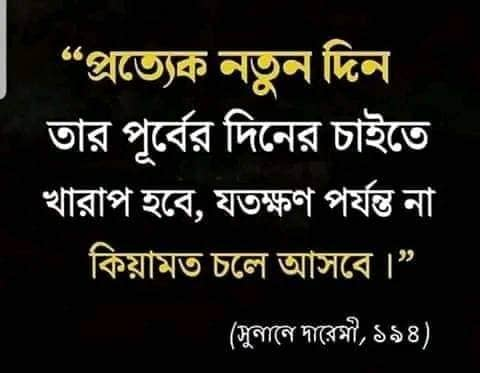 “প্রত্যেক নতুন দিন
তার পূর্বের দিনের চাইতে
খারাপ হবে, যতক্ষণ পর্যন্ত না
কিয়ামত চলে আসবে।”
(সুনানে দারেমী, ১৯৪)